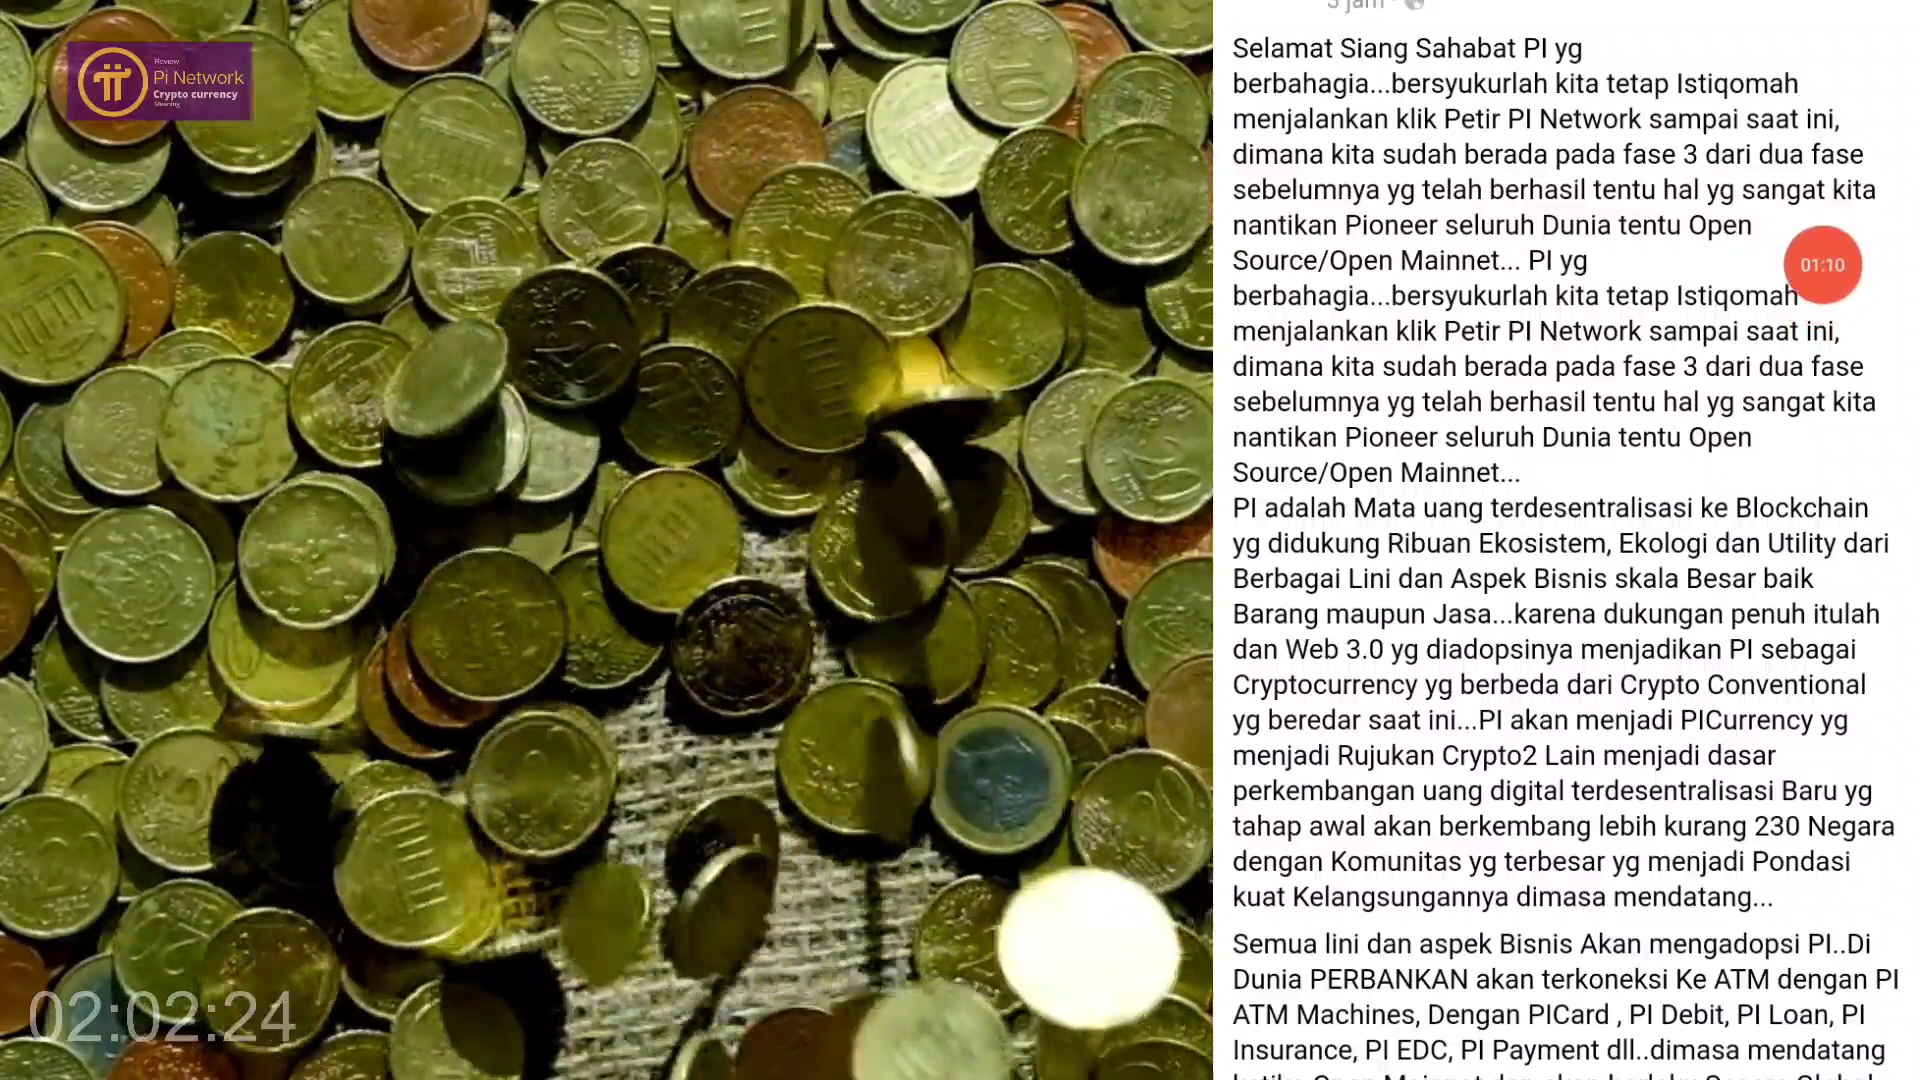 Review
Pi Network
Crypto currency
Meaning
3 jam
Selamat Siang Sahabat PI yg
berbahagia...bersyukurlah kita tetap Istiqomah
menjalankan klik Petir PI Network sampai saat ini,
dimana kita sudah berada pada fase 3 dari dua fase
sebelumnya yg telah berhasil tentu hal yg sangat kita
nantikan Pioneer seluruh Dunia tentu Open
Source/Open Mainnet... PI yg
01:10
berbahagia...bersyukurlah kita tetap Istiqomah
menjalankan klik Petir PI Network sampai saat ini,
dimana kita sudah berada pada fase 3 dari dua fase
sebelumnya yg telah berhasil tentu hal yg sangat kita
nantikan Pioneer seluruh Dunia tentu Open
Source/Open Mainnet...
PI adalah Mata uang terdesentralisasi ke Blockchain
yg didukung Ribuan Ekosistem, Ekologi dan Utility dari
Berbagai Lini dan Aspek Bisnis skala Besar baik
Barang maupun Jasa...karena dukungan penuh itulah
dan Web 3.0 yg diadopsinya menjadikan PI sebagai
Cryptocurrency yg berbeda dari Crypto Conventional
yg beredar saat ini...PI akan menjadi PICurrency yg
menjadi Rujukan Crypto2 Lain menjadi dasar
perkembangan uang digital terdesentralisasi Baru yg
tahap awal akan berkembang lebih kurang 230 Negara
dengan Komunitas yg terbesar yg menjadi Pondasi
kuat Kelangsungannya dimasa mendatang...
Semua lini dan aspek Bisnis Akan mengadopsi PI..Di
Dunia PERBANKAN akan terkoneksi Ke ATM dengan PI
ATM Machines, Dengan PICard , PI Debit, PI Loan, PI
Insurance, PI EDC, PI Payment dll..dimasa mendatang
02:02:24